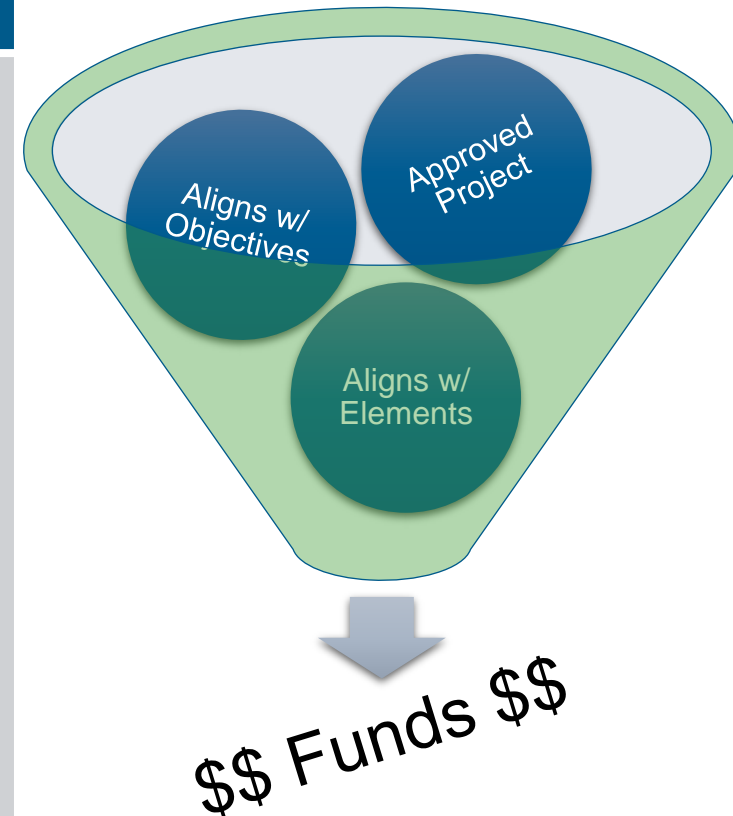 Aligns w/
Objectives
Approved
Project
Aligns w/
Elements
$$ Funds $$